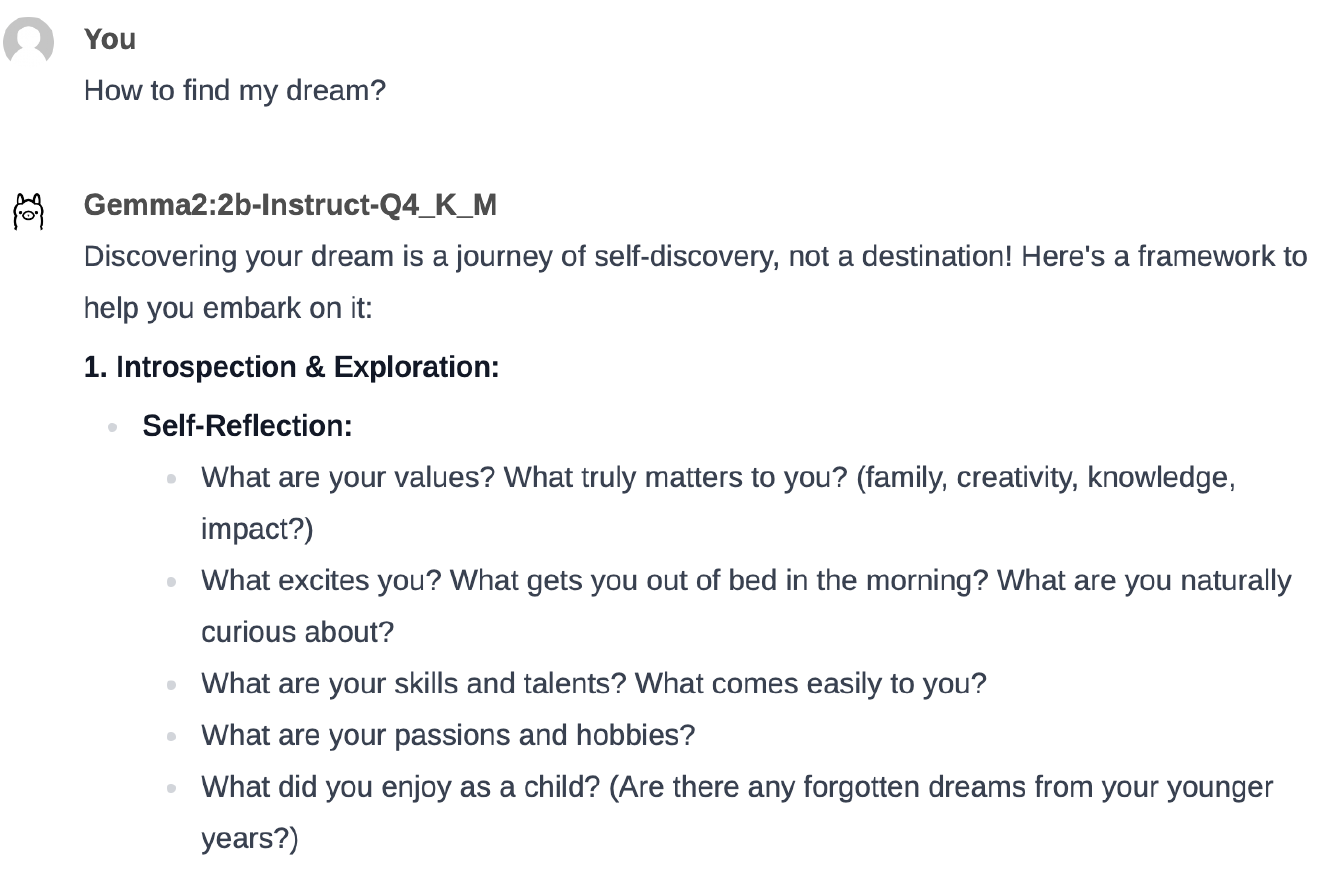 You
How to find my dream?
Gemma2:2b-Instruct-Q4_K_M
Discovering your dream is a journey of self-discovery, not a destination! Here's a framework to
help you embark on it:
1. Introspection & Exploration:
Self-Reflection:
What are your values? What truly matters to you? (family, creativity, knowledge,
impact?)
What excites you? What gets you out of bed in the morning? What are you naturally
curious about?
What are your skills and talents? What comes easily to you?
What are your passions and hobbies?
What did you enjoy as a child? (Are there any forgotten dreams from your younger
years?)